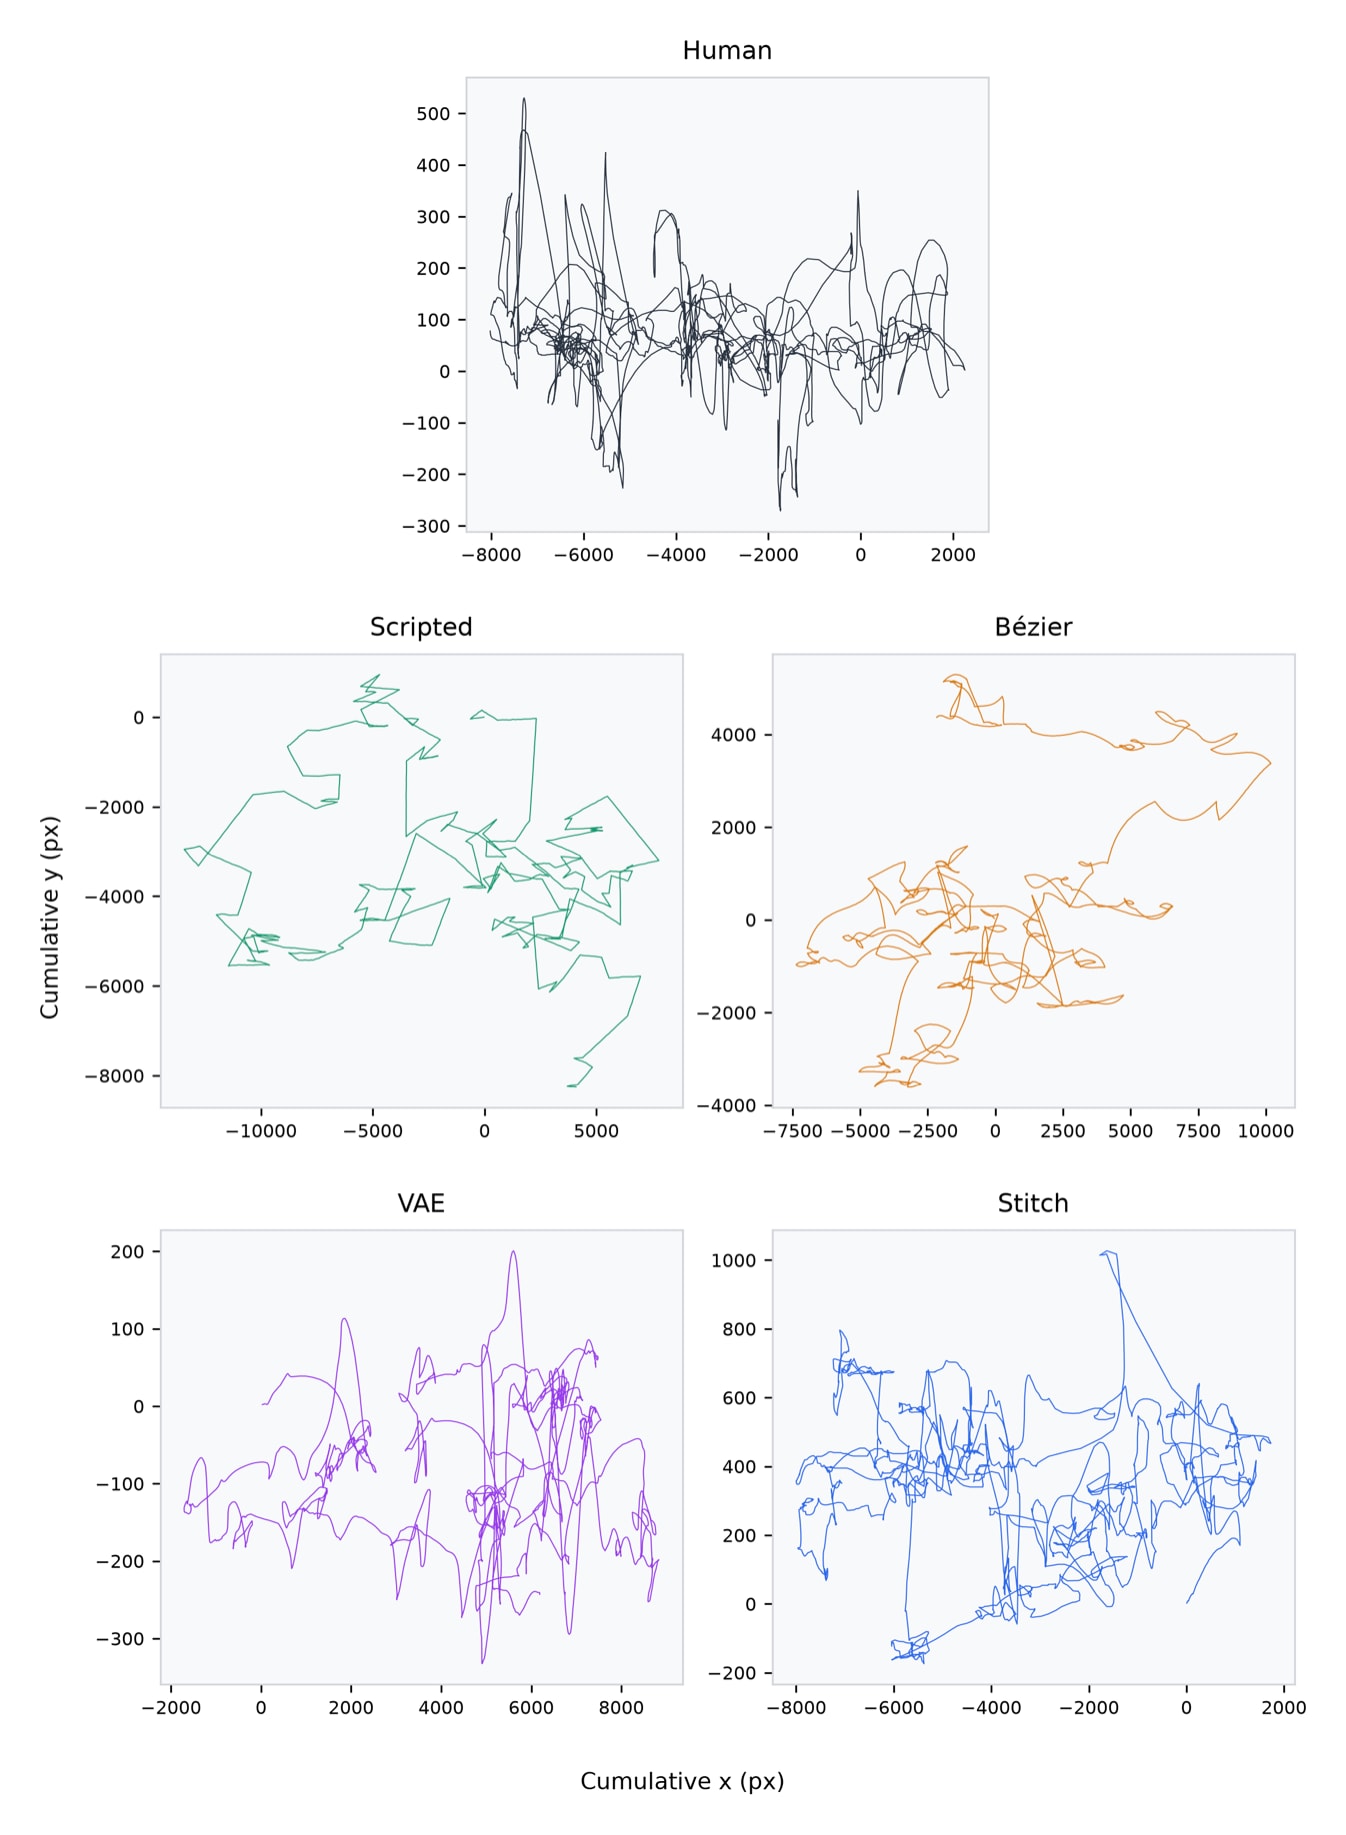 Human
500
400
300
200
100
0
−100
−200
−300
−8000 −6000 −4000 −2000 0 2000
Scripted
0
−2000
−4000
−6000
−8000
−10000 −5000 0 5000
Bézier
4000
2000
0
−2000
−4000
−7500 −5000 −2500 0 2500 5000 7500 10000
Cumulative y (px)
VAE
200
100
0
−100
−200
−300
−2000 0 2000 4000 6000 8000
Stitch
1000
800
600
400
200
0
−200
−8000 −6000 −4000 −2000 0 2000
Cumulative x (px)